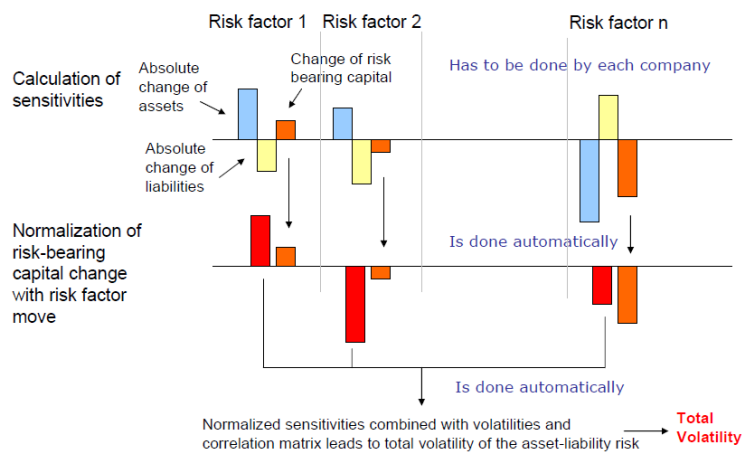 Risk factor 1
Risk factor 2
Risk factor n
Calculation of
sensitivities
Absolute
change of
assets
Change of risk
bearing capital
Has to be done by each company
Absolute
change of
liabilities
Normalization of
risk-bearing
capital change
with risk factor
move
Is done automatically
Is done automatically
Normalized sensitivities combined with volatilities and
correlation matrix leads to total volatility of the asset-liability risk
Total
Volatility